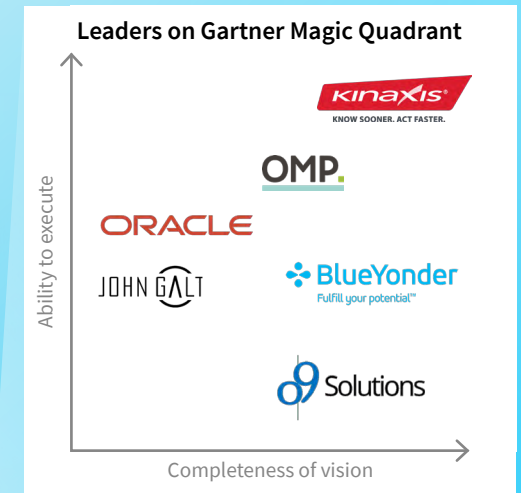 Leaders on Gartner Magic Quadrant
Kinaxis®
KNOW SOONER. ACT FASTER.
OMP.
ORACLE
JOHN GALT
BlueYonder
Fulfill your potential™
o9 Solutions
Ability to execute
Completeness of vision